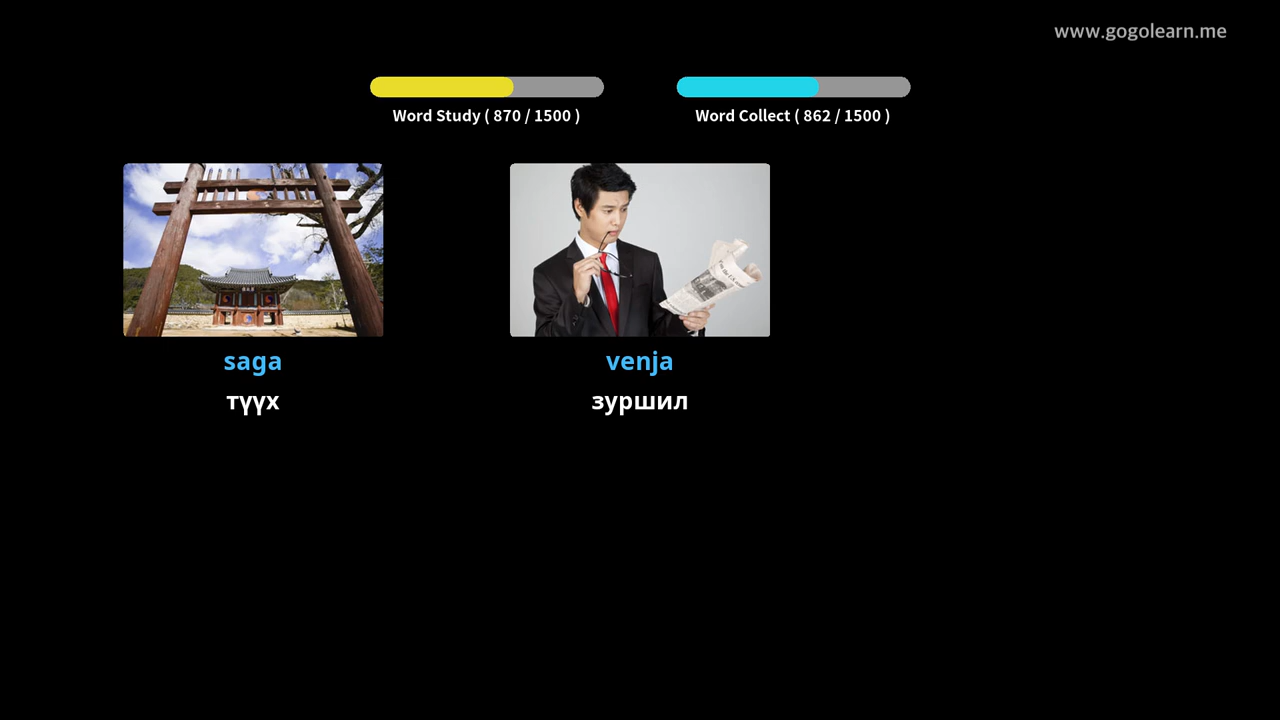 www.gogolearn.me
Word Study ( 870 / 1500 )
Word Collect ( 862 / 1500 )
saga
түүх
venja
зуршил